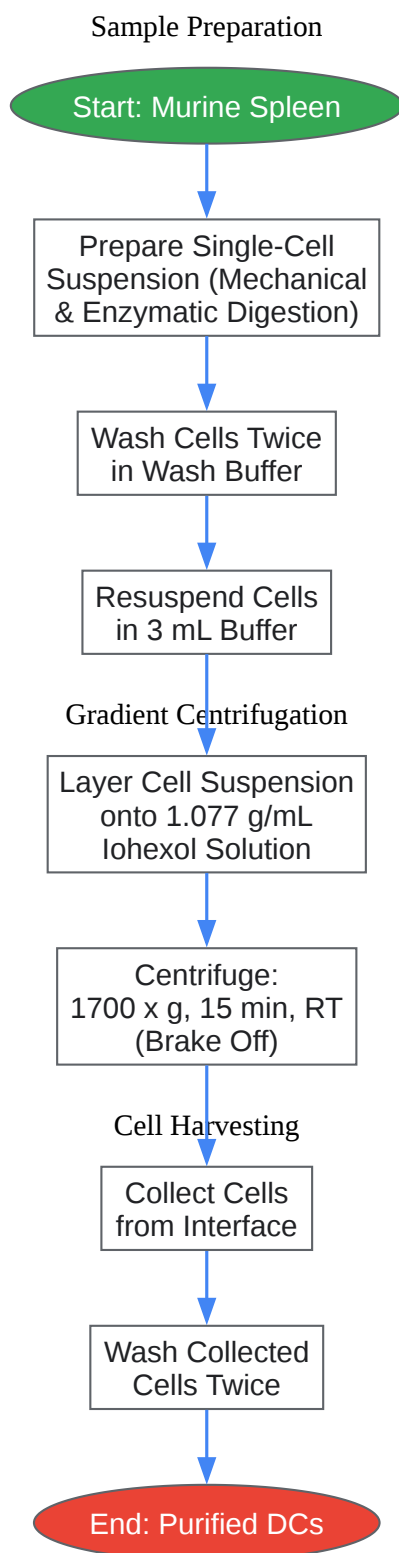 Sample Preparation
Start: Murine Spleen
Prepare Single-Cell
Suspension (Mechanical
& Enzymatic Digestion)
Wash Cells Twice
in Wash Buffer
Resuspend Cells
in 3 mL Buffer
Gradient Centrifugation
Layer Cell Suspension
onto 1.077 g/mL
Iohexol Solution
Centrifuge:
1700 x g, 15 min, RT
(Brake Off)
Cell Harvesting
Collect Cells
from Interface
Wash Collected
Cells Twice
End: Purified DCs